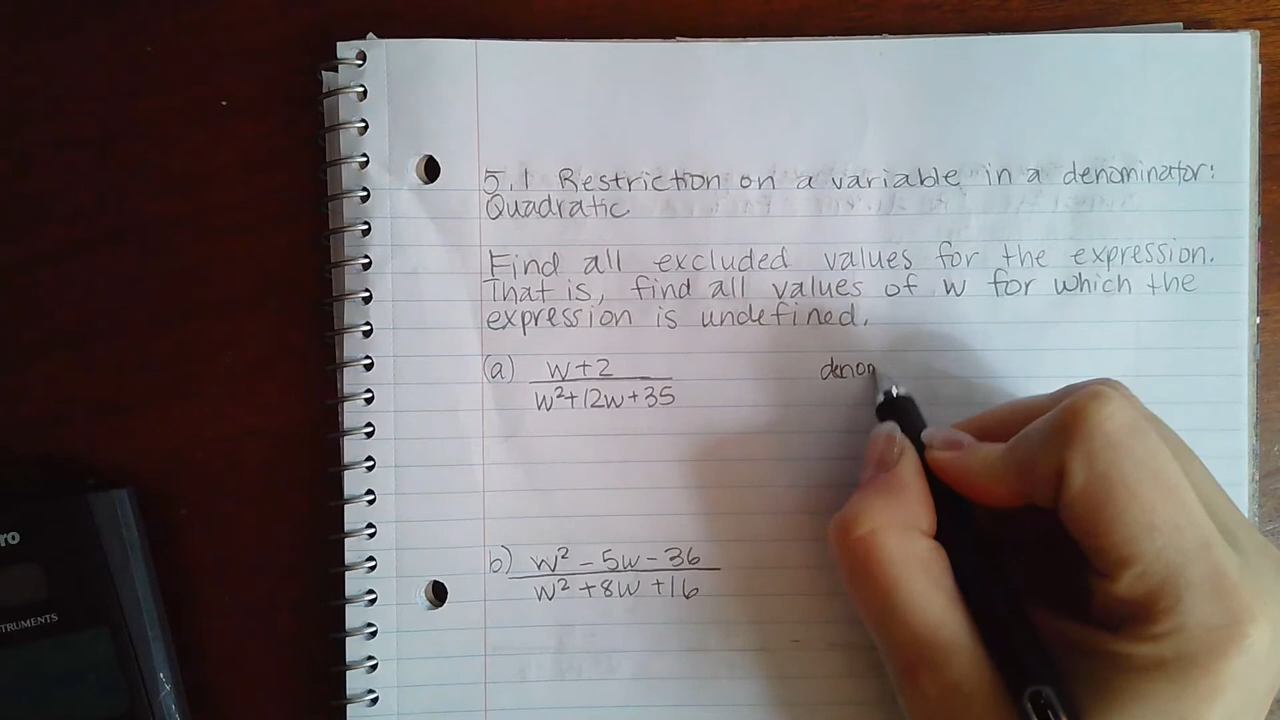 5.1 Restriction on a variable in a denominator:
Quadratic
Find all excluded values for the expression.
That is, find all values of w for which the
expression is undefined.
(a) w+2
w²+12w+35
denom
b) w² - 5w - 36
w² + 8w + 16
ro
STRUMENTS